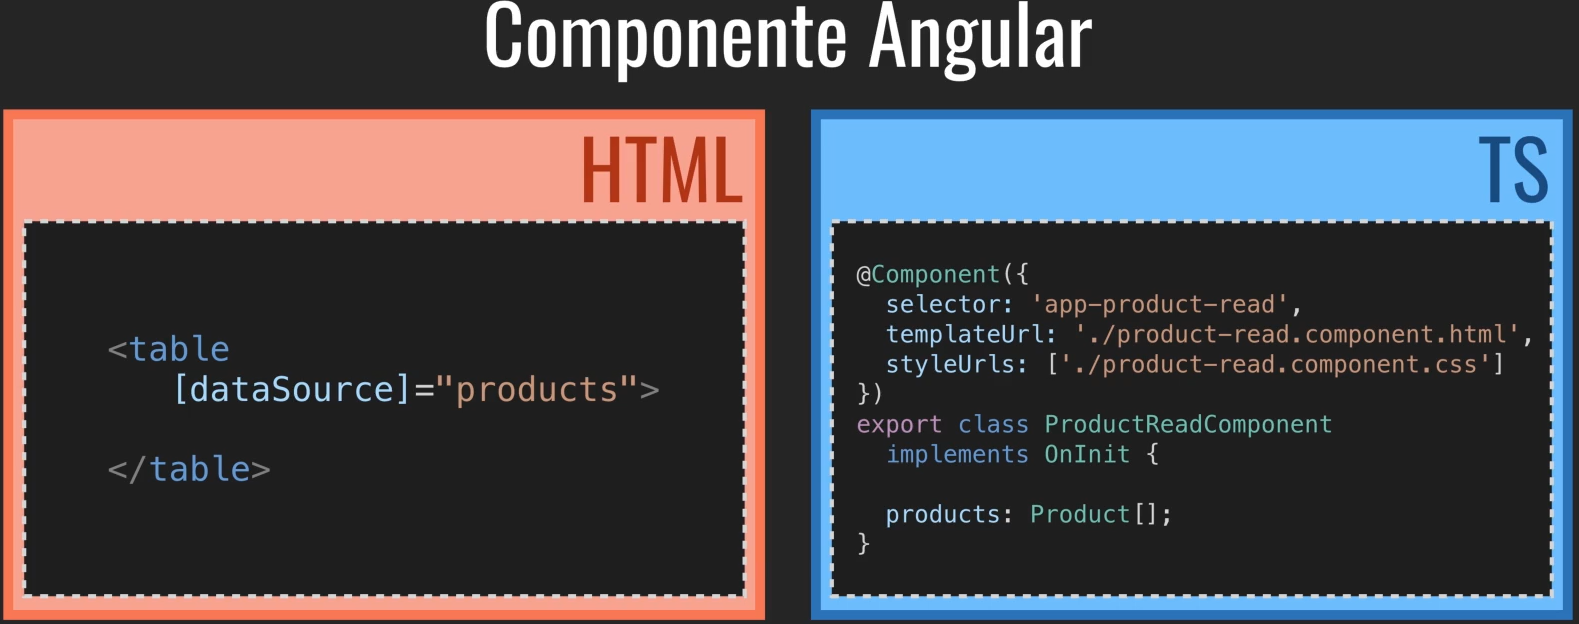 Componente Angular
HTML
<table
[dataSource]="products">
</table>
TS
@Component({
selector: 'app-product-read',
templateUrl: './product-read.component.html',
styleUrls: ['./product-read.component.css']
})
export class ProductReadComponent
implements OnInit {
products: Product[];
}